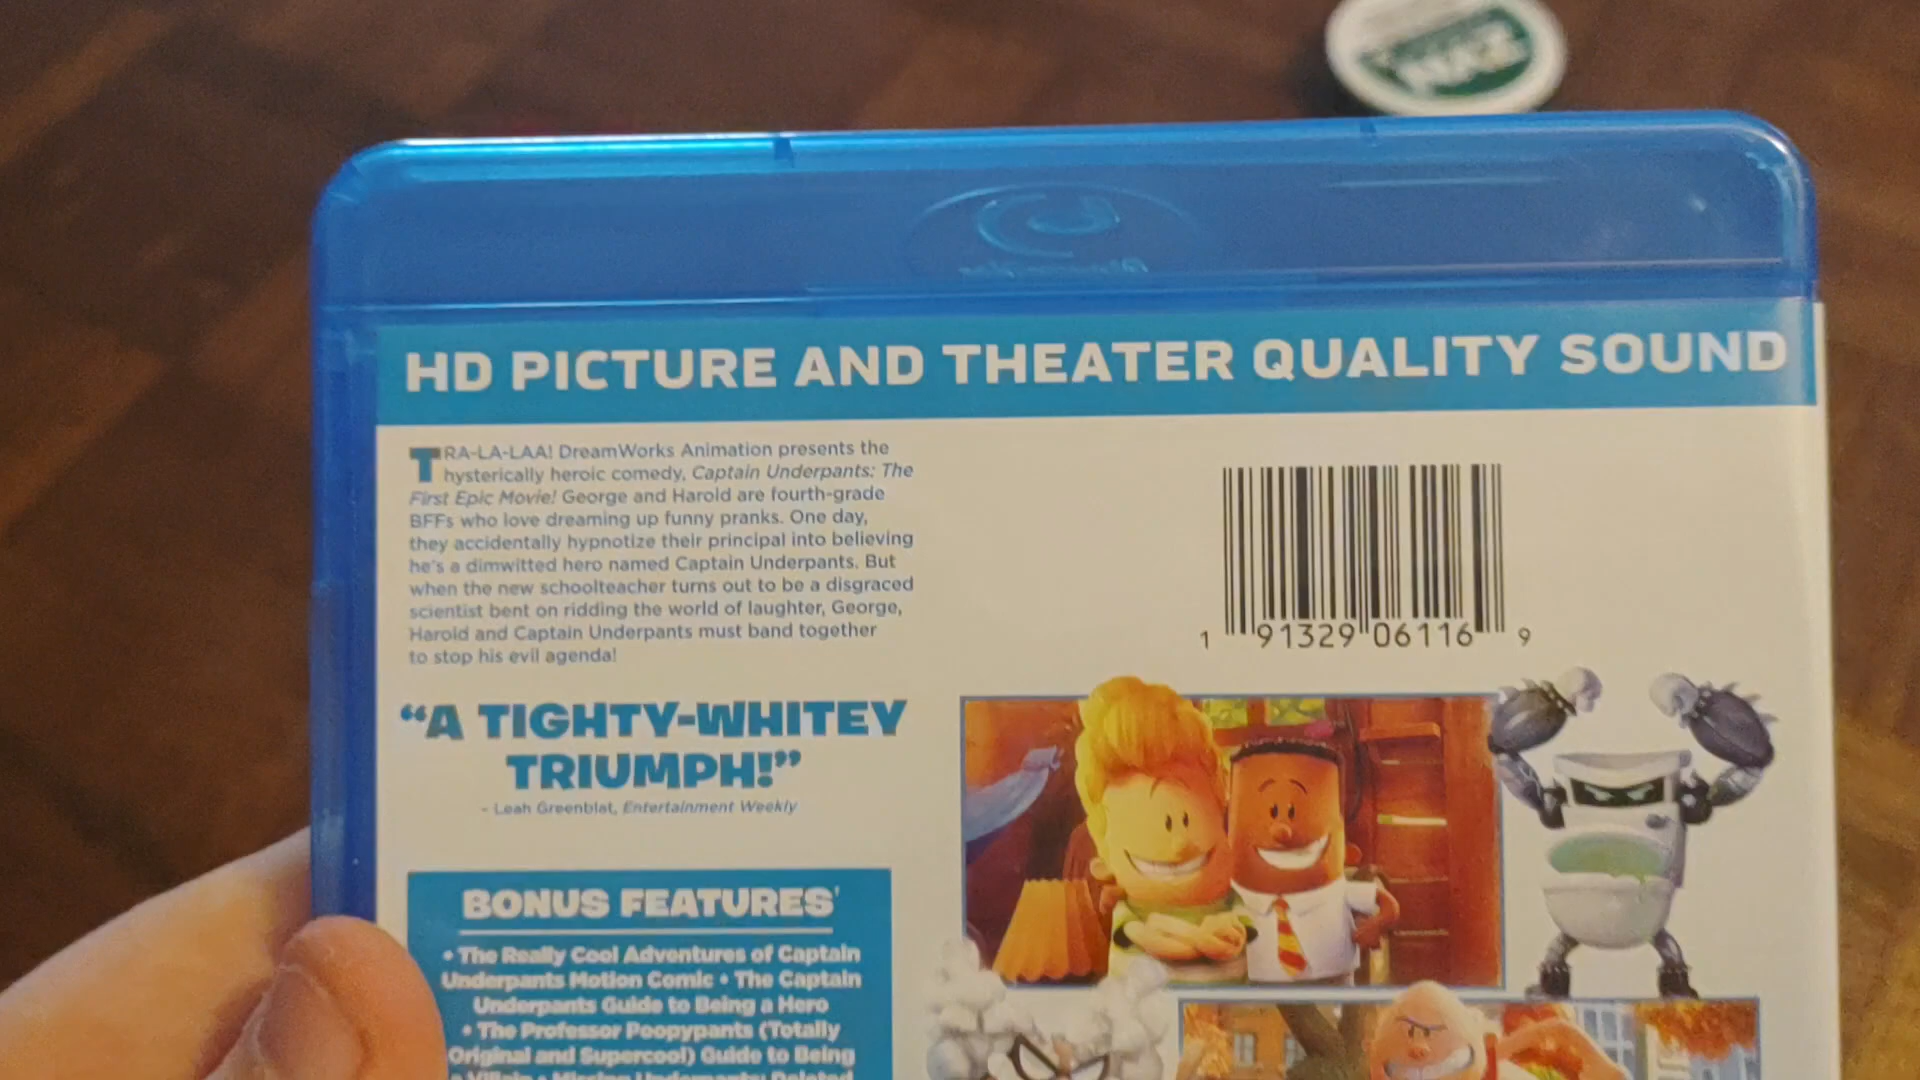 HD PICTURE AND THEATER QUALITY SOUND
TRA-LA-LAA! DreamWorks Animation presents the
hysterically heroic comedy, Captain Underpants: The
First Epic Movie! George and Harold are fourth-grade
BFFs who love dreaming up funny pranks. One day,
they accidentally hypnotize their principal into believing
he's a dimwitted hero named Captain Underpants. But
when the new schoolteacher turns out to be a disgraced
scientist bent on ridding the world of laughter, George,
Harold and Captain Underpants must band together
to stop his evil agenda!
1 91329 06116 9
"A TIGHTY-WHITEY
TRIUMPH!"
- Leah Greenblat, Entertainment Weekly
BONUS FEATURES
• The Really Cool Adventures of Captain
Underpants Motion Comic • The Captain
Underpants Guide to Being a Hero
• The Professor Poopypants (Totally
Original and Supercool) Guide to Being
a Villain • Missing Underpants: Deleted